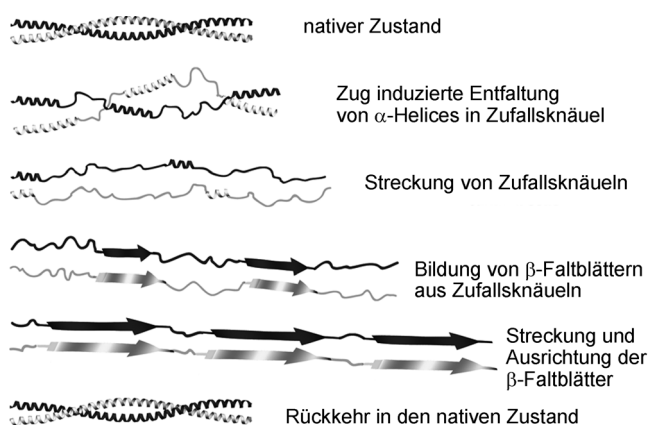 nativer Zustand
Zug induzierte Entfaltung
von α-Helices in Zufallsknäuel
Streckung von Zufallsknäueln
Bildung von β-Faltblättern
aus Zufallsknäueln
Streckung und
Ausrichtung der
β-Faltblätter
Rückkehr in den nativen Zustand